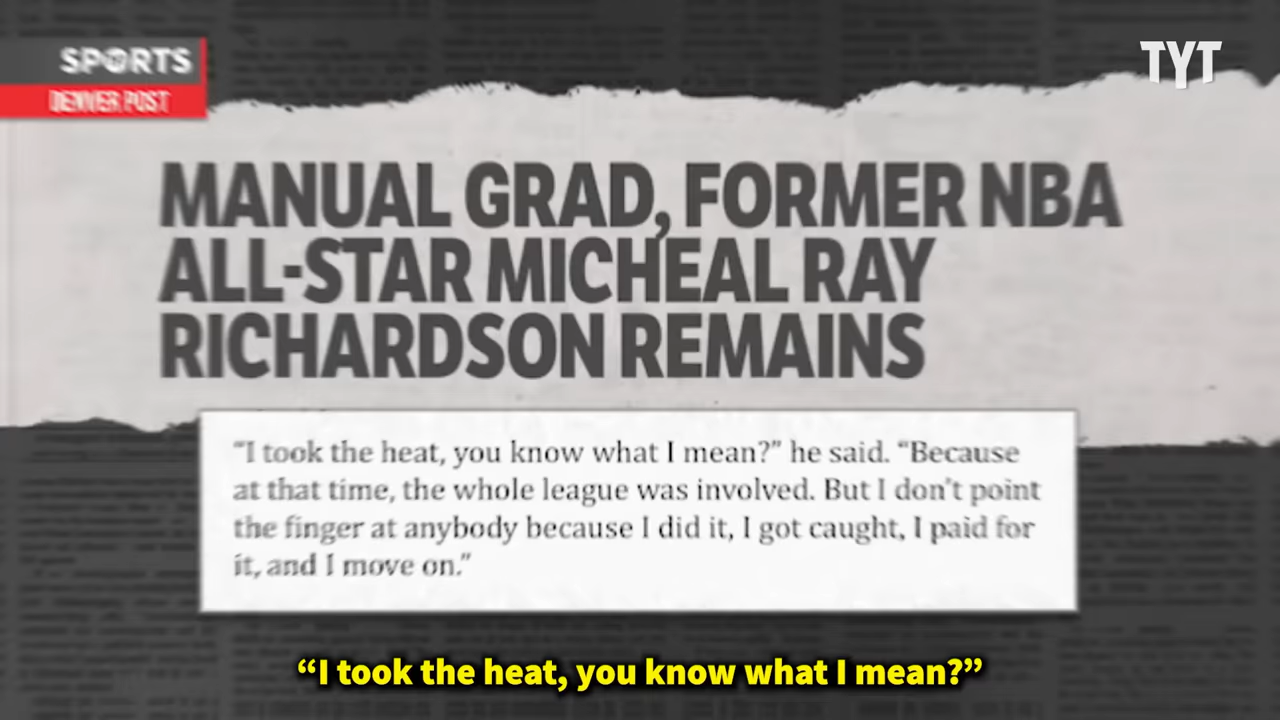 SPORTS
DENVER POST
TYT
MANUAL GRAD, FORMER NBA
ALL-STAR MICHEAL RAY
RICHARDSON REMAINS
“I took the heat, you know what I mean?” he said. “Because
at that time, the whole league was involved. But I don’t point
the finger at anybody because I did it, I got caught, I paid for
it, and I move on.”
“I took the heat, you know what I mean?”